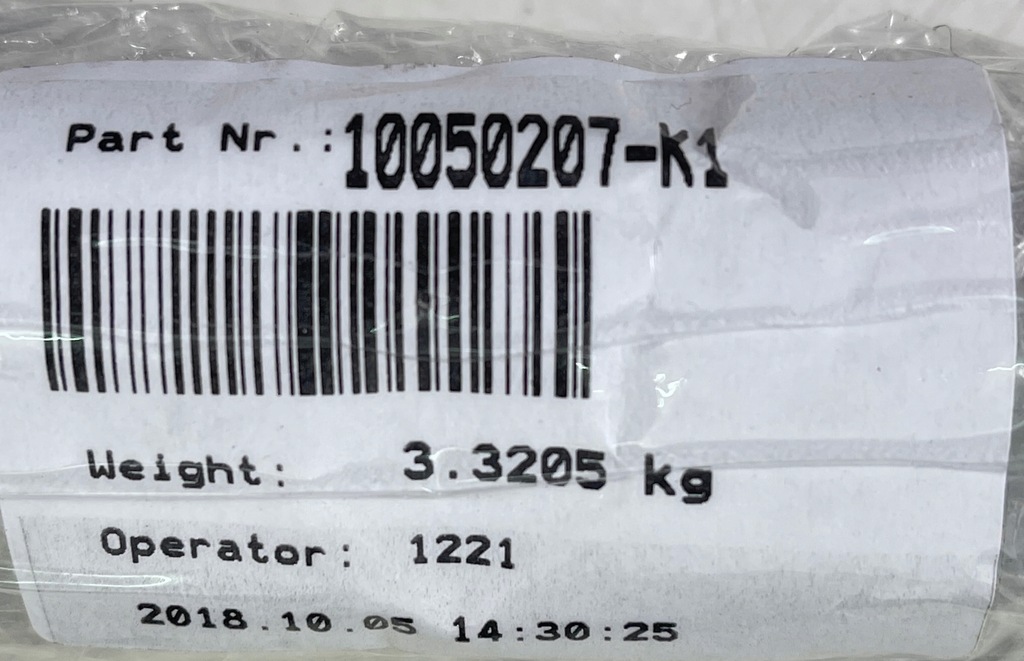 Part Nr.:10050207-K1
Weight: 3.3205 kg
Operator: 1221
2018.10.05 14:30:25